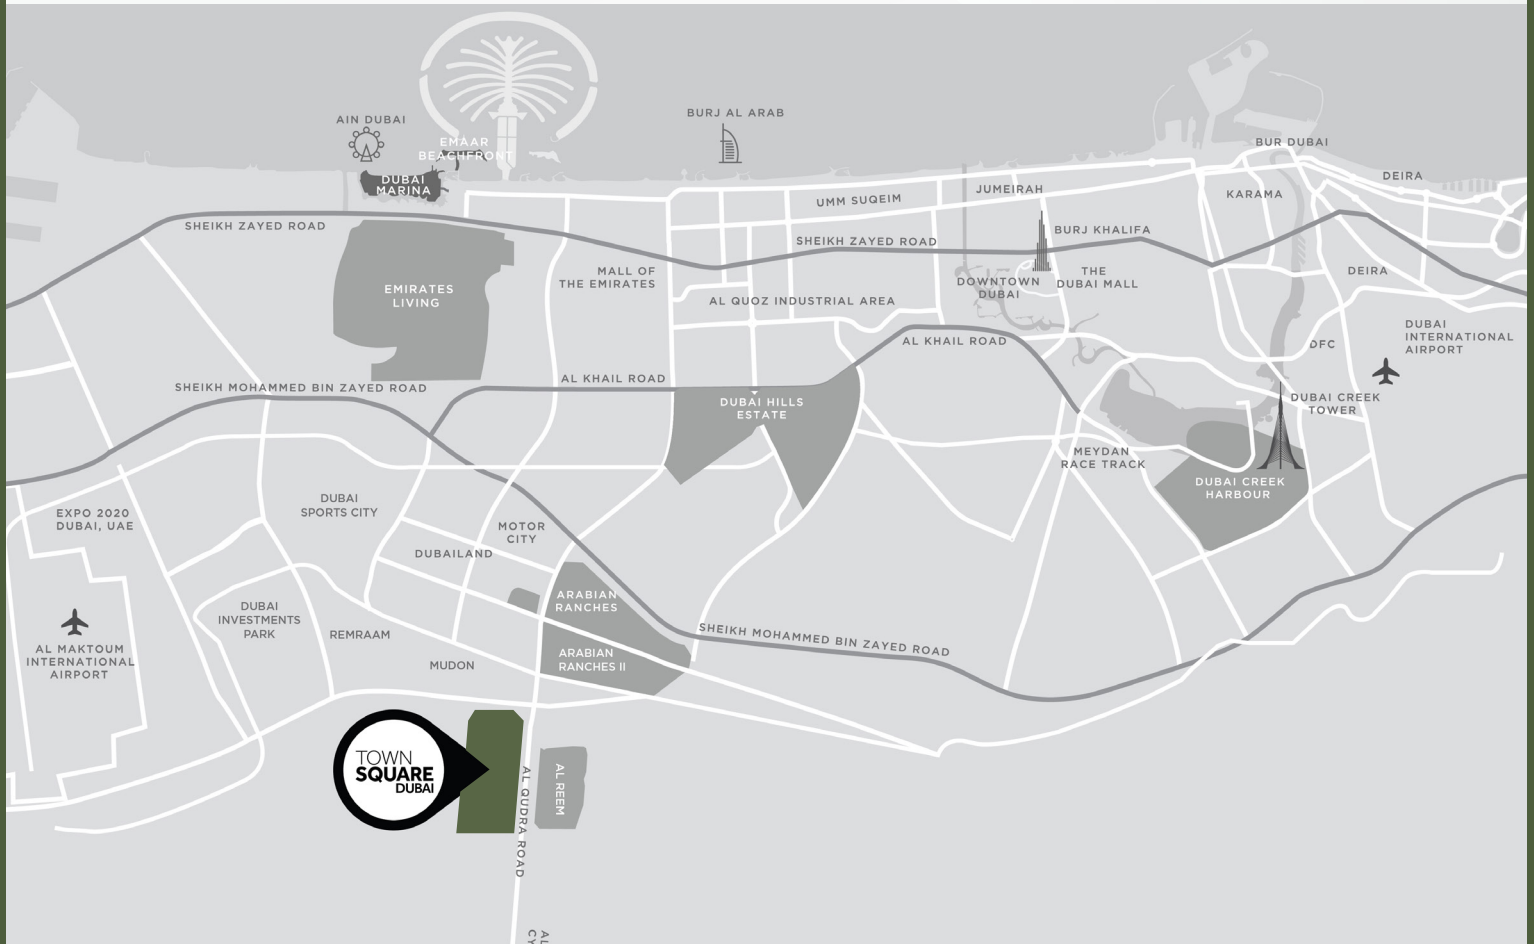 AIN DUBAI
EMAAR
BEACHFRONT
DUBAI
MARINA
BURJ AL ARAB
BUR DUBAI
DEIRA
UMM SUQEIM
JUMEIRAH
KARAMA
SHEIKH ZAYED ROAD
SHEIKH ZAYED ROAD
BURJ KHALIFA
MALL OF
THE EMIRATES
DOWNTOWN
DUBAI
THE
DUBAI MALL
DEIRA
EMIRATES
LIVING
AL QUOZ INDUSTRIAL AREA
DUBAI
INTERNATIONAL
AIRPORT
AL KHAIL ROAD
DFC
SHEIKH MOHAMMED BIN ZAYED ROAD
AL KHAIL ROAD
DUBAI HILLS
ESTATE
DUBAI CREEK
TOWER
MEYDAN
RACE TRACK
DUBAI CREEK
HARBOUR
EXPO 2020
DUBAI, UAE
DUBAI
SPORTS CITY
MOTOR
CITY
DUBAILAND
ARABIAN
RANCHES
DUBAI
INVESTMENTS
PARK
REMRAAM
AL MAKTOUM
INTERNATIONAL
AIRPORT
MUDON
ARABIAN
RANCHES II
SHEIKH MOHAMMED BIN ZAYED ROAD
TOWN
SQUARE
DUBAI
AL QUDRA ROAD
AL REEM
AL
CY